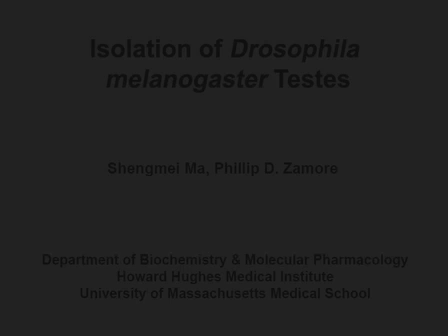 Isolation of Drosophila
melanogaster Testes
Shengmei Ma, Phillip D. Zamore
Department of Biochemistry & Molecular Pharmacology
Howard Hughes Medical Institute
University of Massachusetts Medical School